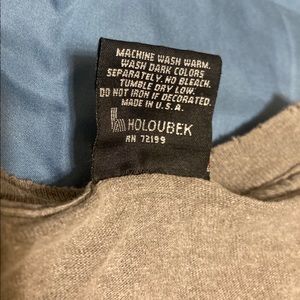 MACHINE WASH WARM.
WASH DARK COLORS
SEPARATELY. NO BLEACH.
TUMBLE DRY LOW.
DO NOT IRON IF DECORATED.
MADE IN U.S.A.
HOLOUBEK
RN 72199